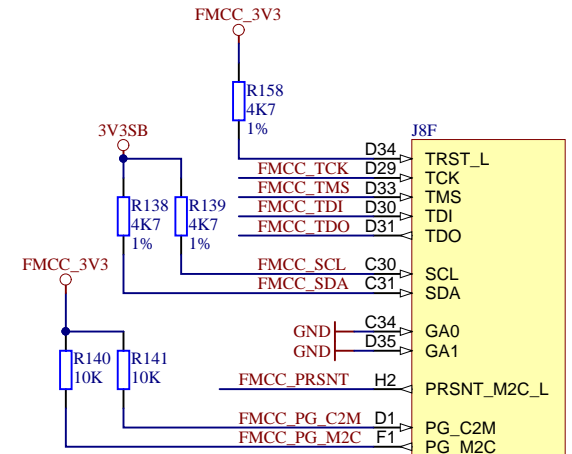 FMCC_3V3
R158
4K7
1%
3V3SB
J8F
D34
TRST_L
FMCC_TCK D29 TCK
FMCC_TMS D33 TMS
FMCC_TDI D30 TDI
FMCC_TDO D31 TDO
R138
4K7
1%
R139
4K7
1%
FMCC_3V3
FMCC_SCL C30 SCL
FMCC_SDA C31 SDA
GND C34 GA0
GND D35 GA1
R140
10K
R141
10K
FMCC_PRSNT H2 PRSNT_M2C_L
FMCC_PG_C2M D1 PG_C2M
FMCC_PG_M2C F1 PG_M2C